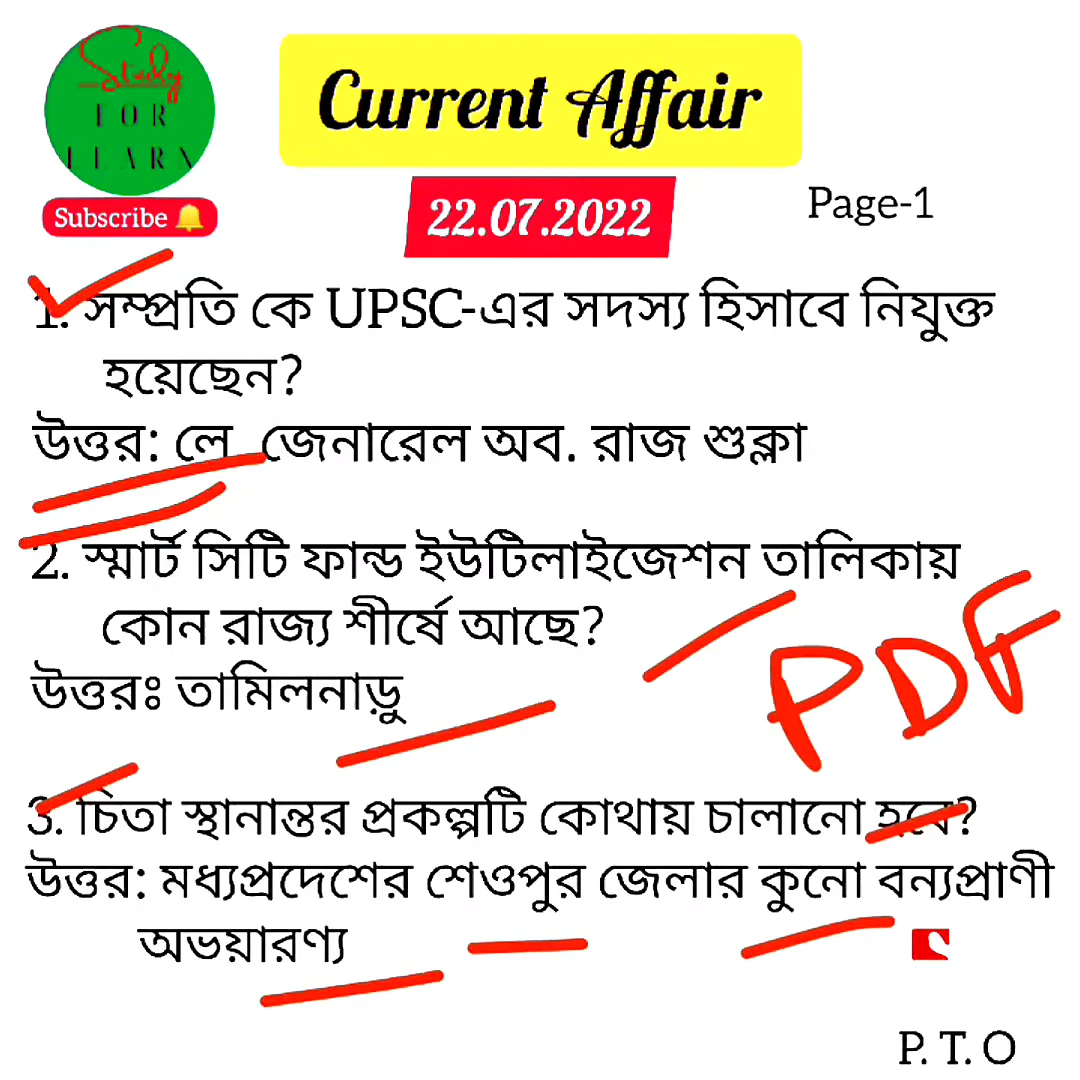 Study
FOR
LEARN
Current Affair
Subscribe
22.07.2022
Page-1
1. সম্প্রতি কে UPSC-এর সদস্য হিসাবে নিযুক্ত
হয়েছেন?
উত্তর: লে জেনারেল অব. রাজ শুক্লা
2. স্মার্ট সিটি ফান্ড ইউটিলাইজেশন তালিকায়
কোন রাজ্য শীর্ষে আছে?
উত্তরঃ তামিলনাড়ু
PDF
3. চিতা স্থানান্তর প্রকল্পটি কোথায় চালানো হবে?
উত্তর: মধ্যপ্রদেশের শেওপুর জেলার কুনো বন্যপ্রাণী
অভয়ারণ্য
P. T. O